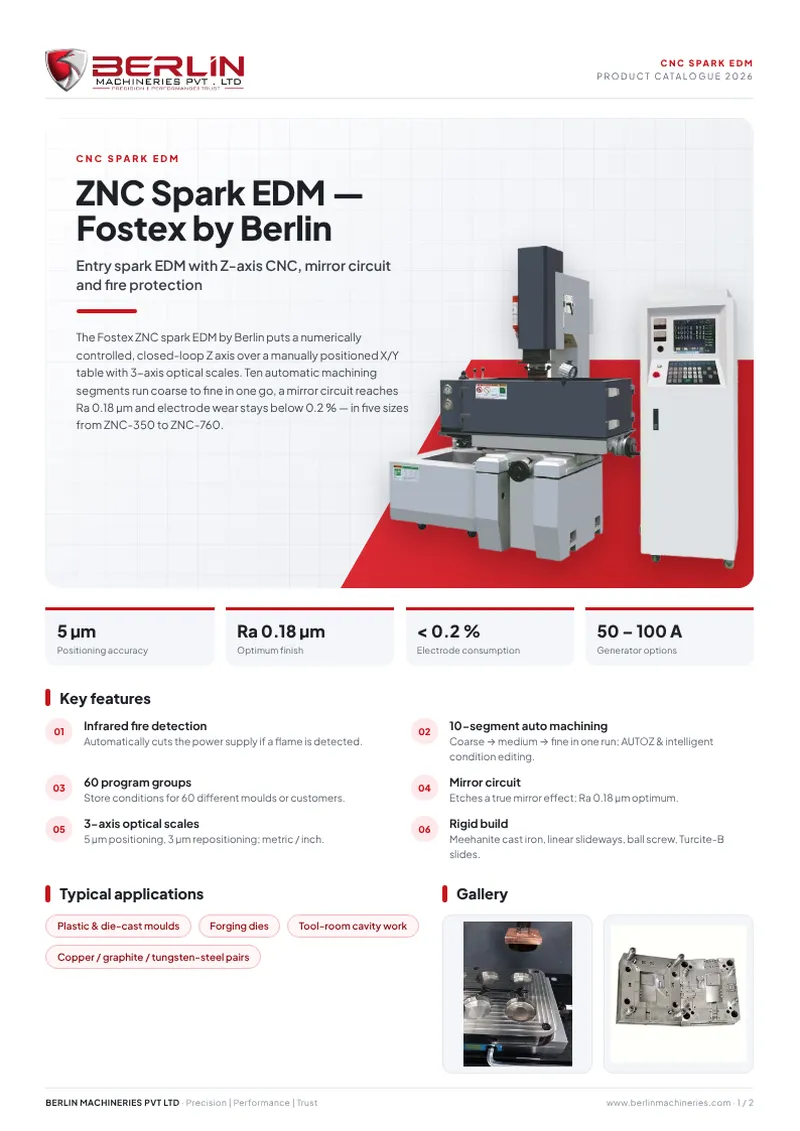 BERLIN
MACHINERIES PVT . LTD
PRECISION | PERFORMANCE | TRUST
CNC SPARK EDM
PRODUCT CATALOGUE 2026
CNC SPARK EDM
ZNC Spark EDM —
Fostex by Berlin
Entry spark EDM with Z-axis CNC, mirror circuit
and fire protection
The Fostex ZNC spark EDM by Berlin puts a numerically
controlled, closed-loop Z axis over a manually positioned X/Y
table with 3-axis optical scales. Ten automatic machining
segments run coarse to fine in one go, a mirror circuit reaches
Ra 0.18 µm and electrode wear stays below 0.2 % — in five sizes
from ZNC-350 to ZNC-760.
5 µm
Positioning accuracy
Ra 0.18 µm
Optimum finish
< 0.2 %
Electrode consumption
50 – 100 A
Generator options
Key features
01
Infrared fire detection
Automatically cuts the power supply if a flame is detected.
02
10-segment auto machining
Coarse → medium → fine in one run; AUTOZ & intelligent
condition editing.
03
60 program groups
Store conditions for 60 different moulds or customers.
04
Mirror circuit
Etches a true mirror effect; Ra 0.18 µm optimum.
05
3-axis optical scales
5 µm positioning, 3 µm repositioning; metric / inch.
06
Rigid build
Meehanite cast iron, linear slideways, ball screw, Turcite-B
slides.
Typical applications
Plastic & die-cast moulds
Forging dies
Tool-room cavity work
Copper / graphite / tungsten-steel pairs
Gallery
BERLIN MACHINERIES PVT LTD · Precision | Performance | Trust
www.berlinmachineries.com · 1 / 2